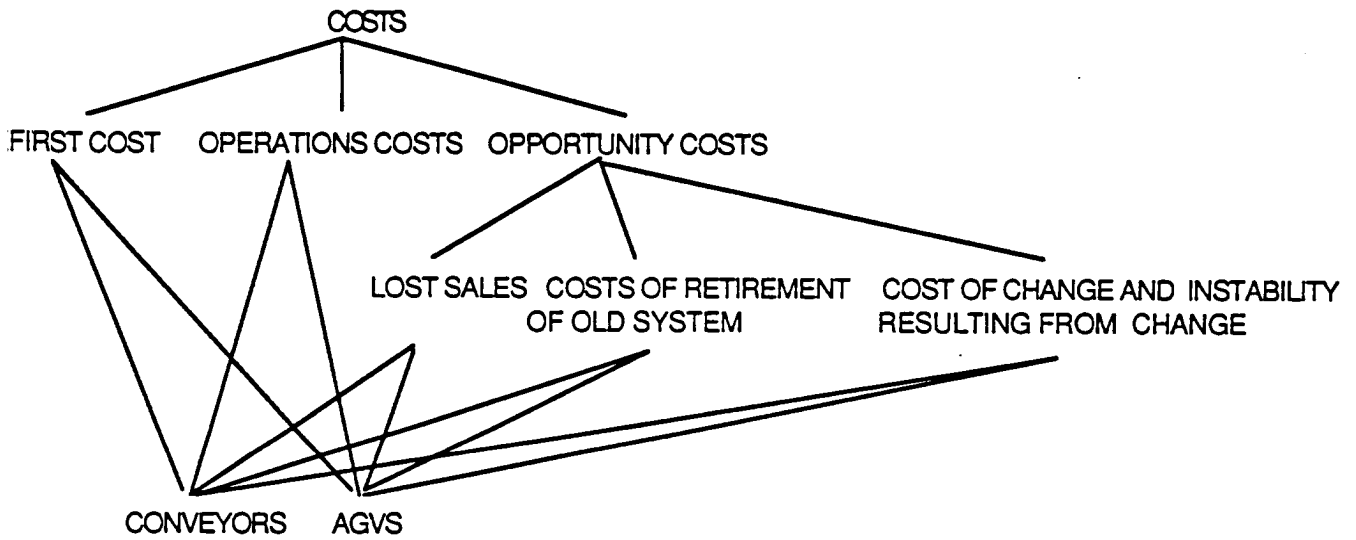 COSTS
FIRST COST OPERATIONS COSTS OPPORTUNITY COSTS
LOST SALES COSTS OF RETIREMENT OF OLD SYSTEM COST OF CHANGE AND INSTABILITY RESULTING FROM CHANGE
CONVEYORS AGVS